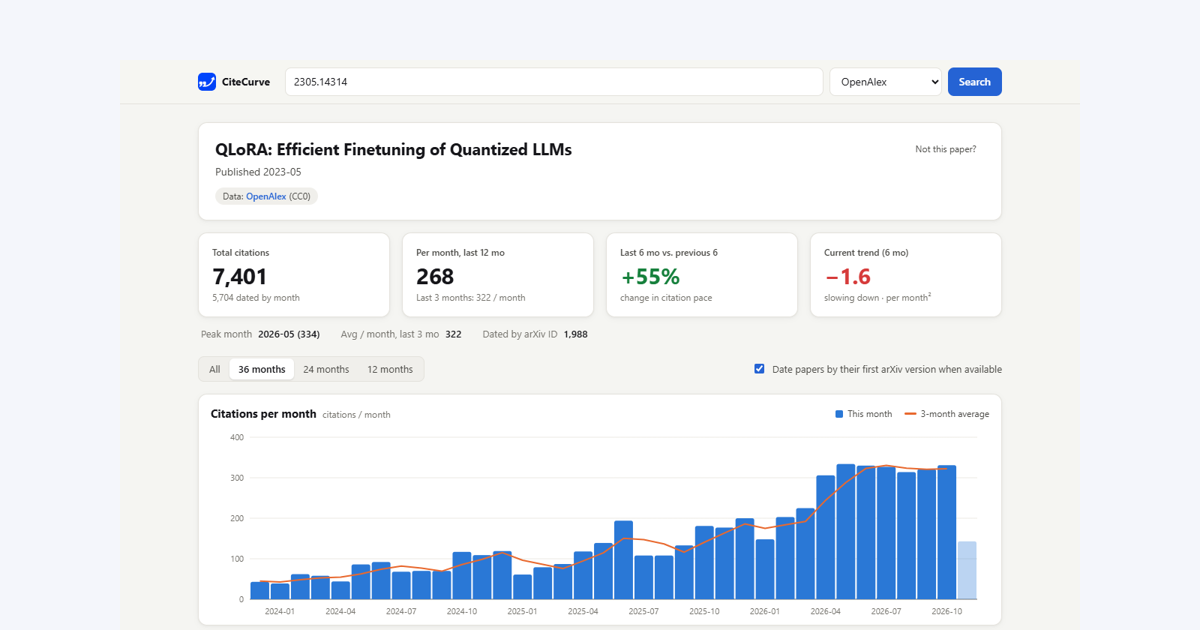 CiteCurve
2305.14314
OpenAlex
Search
QLoRA: Efficient Finetuning of Quantized LLMs
Not this paper?
Published 2023-05
Data: OpenAlex (CC0)
Total citations
7,401
5,704 dated by month
Per month, last 12 mo
268
Last 3 months: 322 / month
Last 6 mo vs. previous 6
+55%
change in citation pace
Current trend (6 mo)
−1.6
slowing down · per month²
Peak month 2026-05 (334) Avg / month, last 3 mo 322 Dated by arXiv ID 1,988
All 36 months 24 months 12 months
Date papers by their first arXiv version when available
Citations per month citations / month
This month 3-month average
400
300
200
100
0
2024-01 2024-04 2024-07 2024-10 2025-01 2025-04 2025-07 2025-10 2026-01 2026-04 2026-07 2026-10